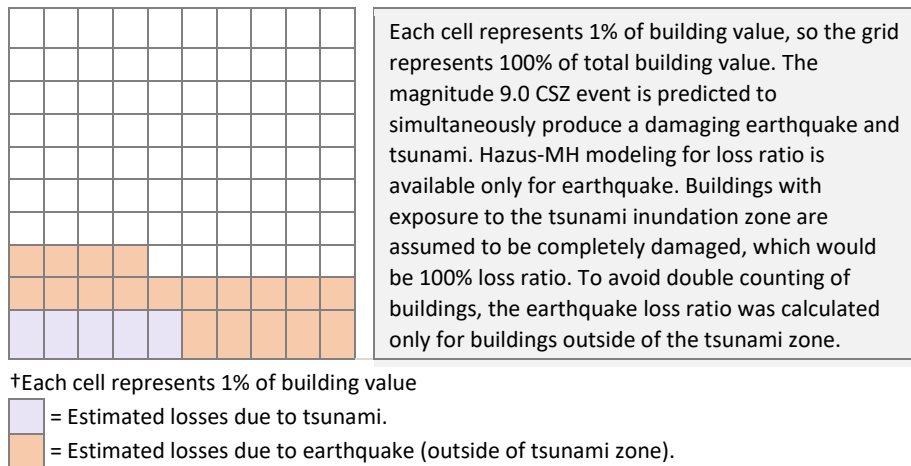 Each cell represents 1% of building value, so the grid
represents 100% of total building value. The
magnitude 9.0 CSZ event is predicted to
simultaneously produce a damaging earthquake and
tsunami. Hazus-MH modeling for loss ratio is
available only for earthquake. Buildings with
exposure to the tsunami inundation zone are
assumed to be completely damaged, which would
be 100% loss ratio. To avoid double counting of
buildings, the earthquake loss ratio was calculated
only for buildings outside of the tsunami zone.
†Each cell represents 1% of building value
= Estimated losses due to tsunami.
= Estimated losses due to earthquake (outside of tsunami zone).